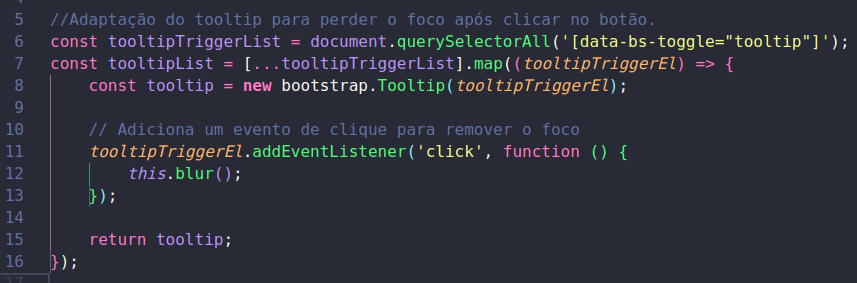 5 //Adaptação do tooltip para perder o foco após clicar no botão.
6 const tooltipTriggerList = document.querySelectorAll('[data-bs-toggle="tooltip"]');
7 const tooltipList = [...tooltipTriggerList].map((tooltipTriggerEl) => {
8 const tooltip = new bootstrap.Tooltip(tooltipTriggerEl);
9
10 // Adiciona um evento de clique para remover o foco
11 tooltipTriggerEl.addEventListener('click', function () {
12 this.blur();
13 });
14
15 return tooltip;
16 });
17